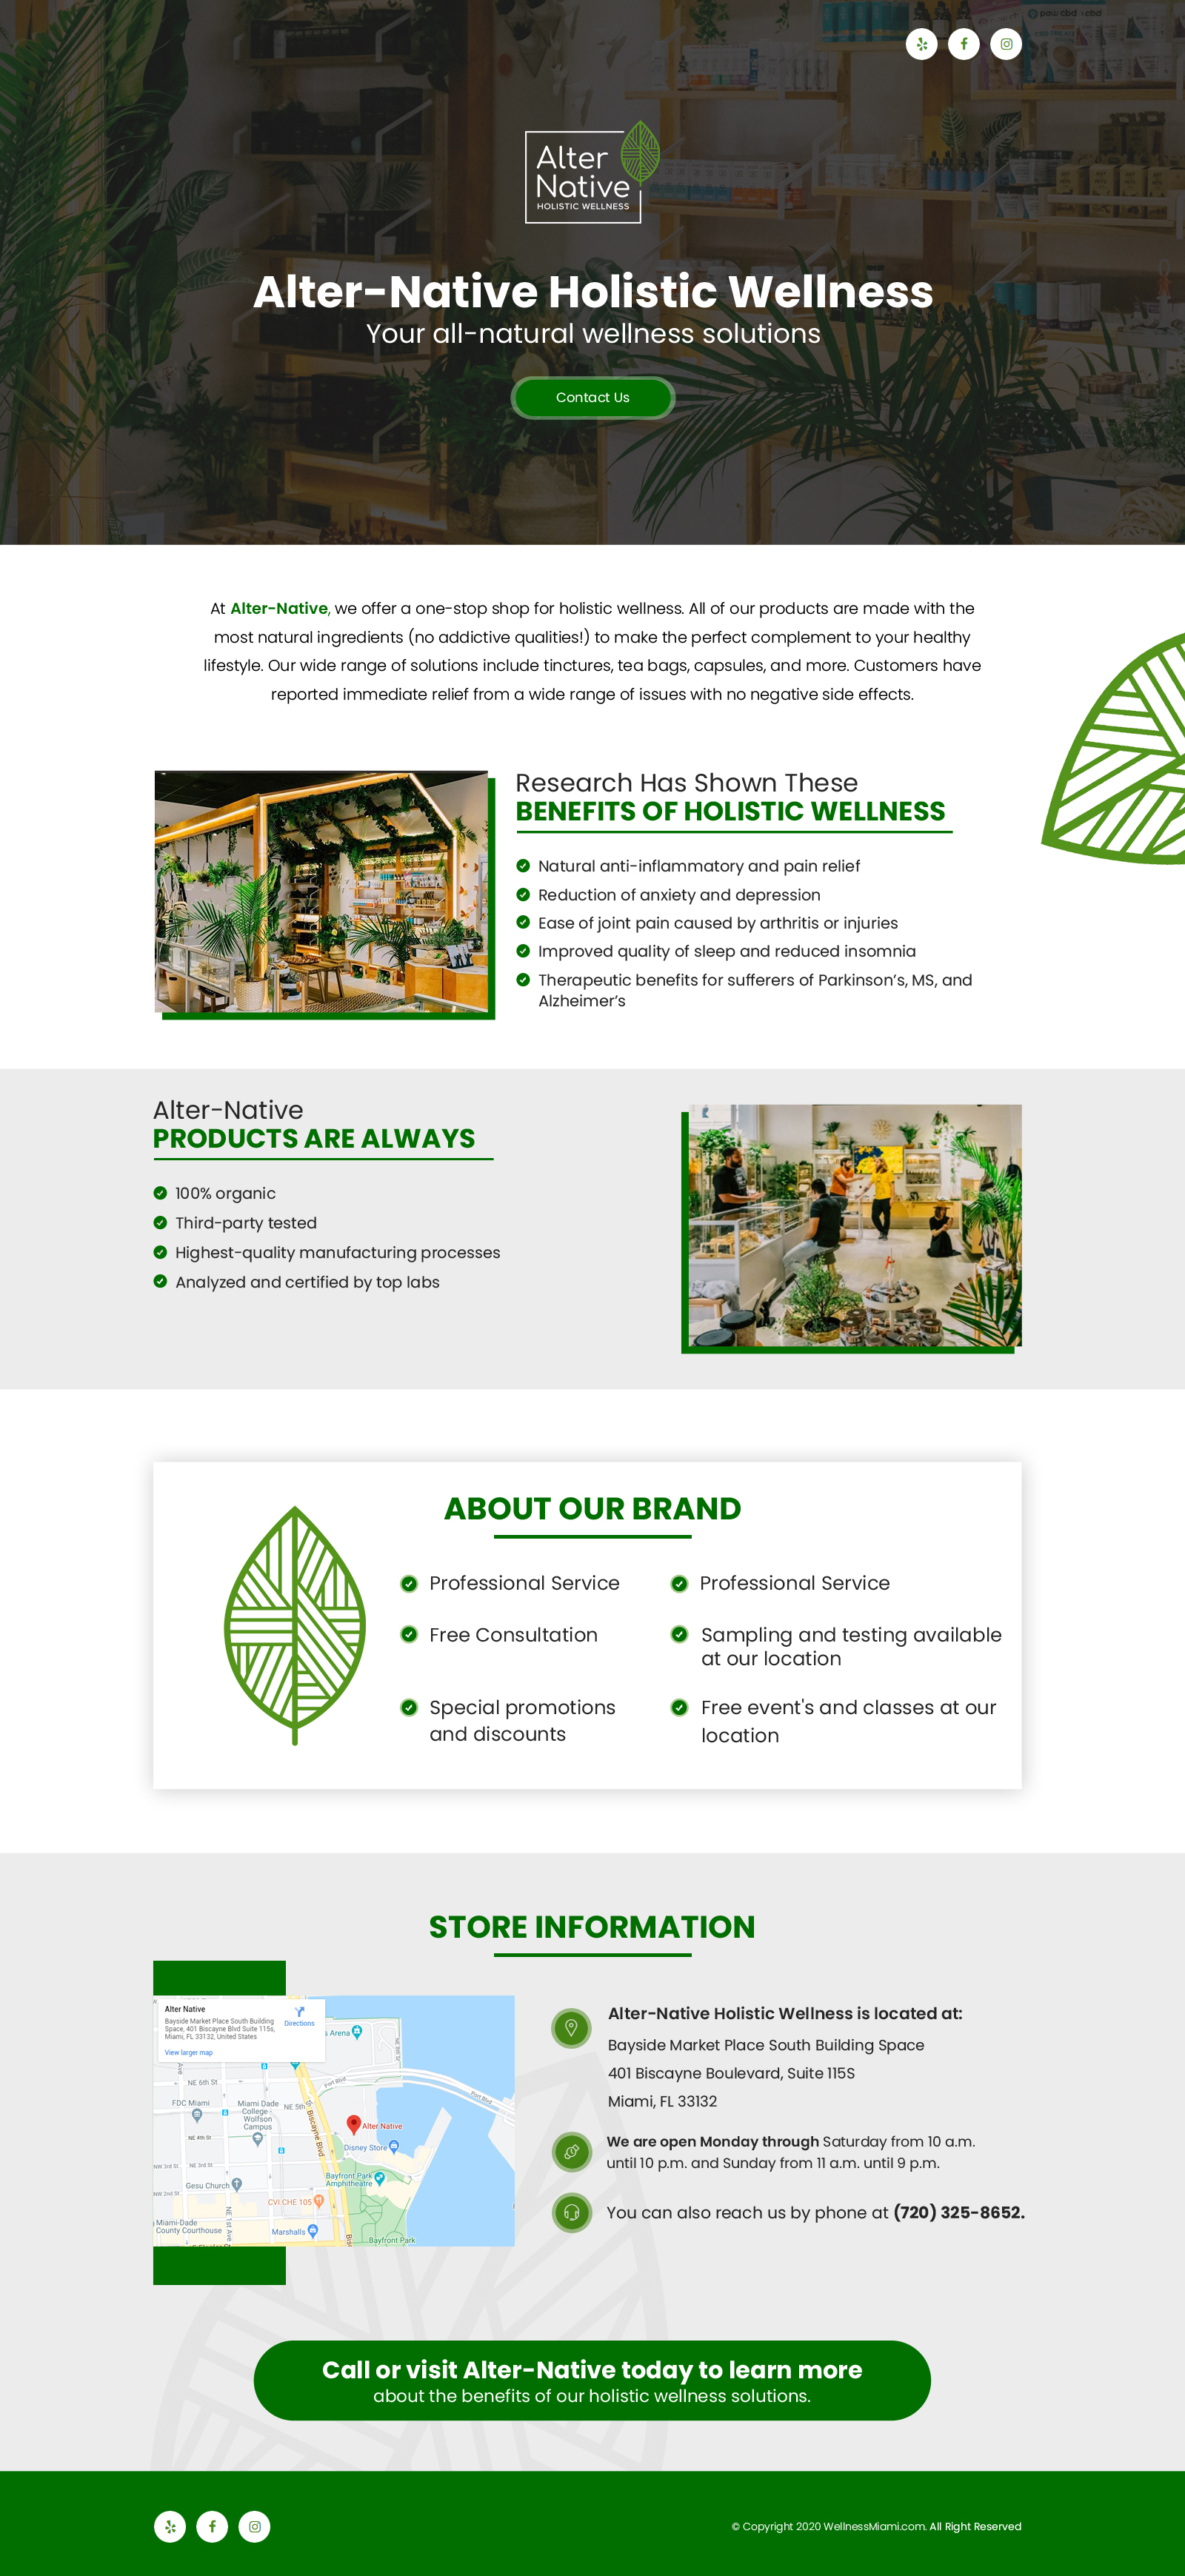 paw cbd
cbd
Alter
Native
HOLISTIC WELLNESS
Alter-Native Holistic Wellness
Your all-natural wellness solutions
Contact Us
At Alter-Native, we offer a one-stop shop for holistic wellness. All of our products are made with the
most natural ingredients (no addictive qualities!) to make the perfect complement to your healthy
lifestyle. Our wide range of solutions include tinctures, tea bags, capsules, and more. Customers have
reported immediate relief from a wide range of issues with no negative side effects.
Research Has Shown These
BENEFITS OF HOLISTIC WELLNESS
Natural anti-inflammatory and pain relief
Reduction of anxiety and depression
Ease of joint pain caused by arthritis or injuries
Improved quality of sleep and reduced insomnia
Therapeutic benefits for sufferers of Parkinson's, MS, and
Alzheimer's
Alter-Native
PRODUCTS ARE ALWAYS
100% organic
Third-party tested
Highest-quality manufacturing processes
Analyzed and certified by top labs
ABOUT OUR BRAND
Professional Service
Professional Service
Free Consultation
Sampling and testing available
at our location
Special promotions
and discounts
Free event's and classes at our
location
STORE INFORMATION
Alter Native
Bayside Market Place South Building
Space, 401 Biscayne Blvd Suite 115s,
Miami, FL 33132, United States
View larger map
Directions
s Arena
NE 8th St
Ave
NE 6th St
Port Blvd
Port Blvd
FDC Miami
Miami Dade
College -
Wolfson
Campus
NE 5th
Biscayne Blvd
Alter Native
NE 4th St
Disney Store
NW 3rd St
NE 3rd St
Bayfront Park
Amphitheatre
Gesu Church
NW 2nd St
CVI.CHE 105
NE 1st Ave
Miami-Dade
County Courthouse
Marshalls
Bisc
Bayfront Park
E Flagler St
Alter-Native Holistic Wellness is located at:
Bayside Market Place South Building Space
401 Biscayne Boulevard, Suite 115S
Miami, FL 33132
We are open Monday through Saturday from 10 a.m.
until 10 p.m. and Sunday from 11 a.m. until 9 p.m.
You can also reach us by phone at (720) 325-8652.
Call or visit Alter-Native today to learn more
about the benefits of our holistic wellness solutions.
© Copyright 2020 WellnessMiami.com. All Right Reserved